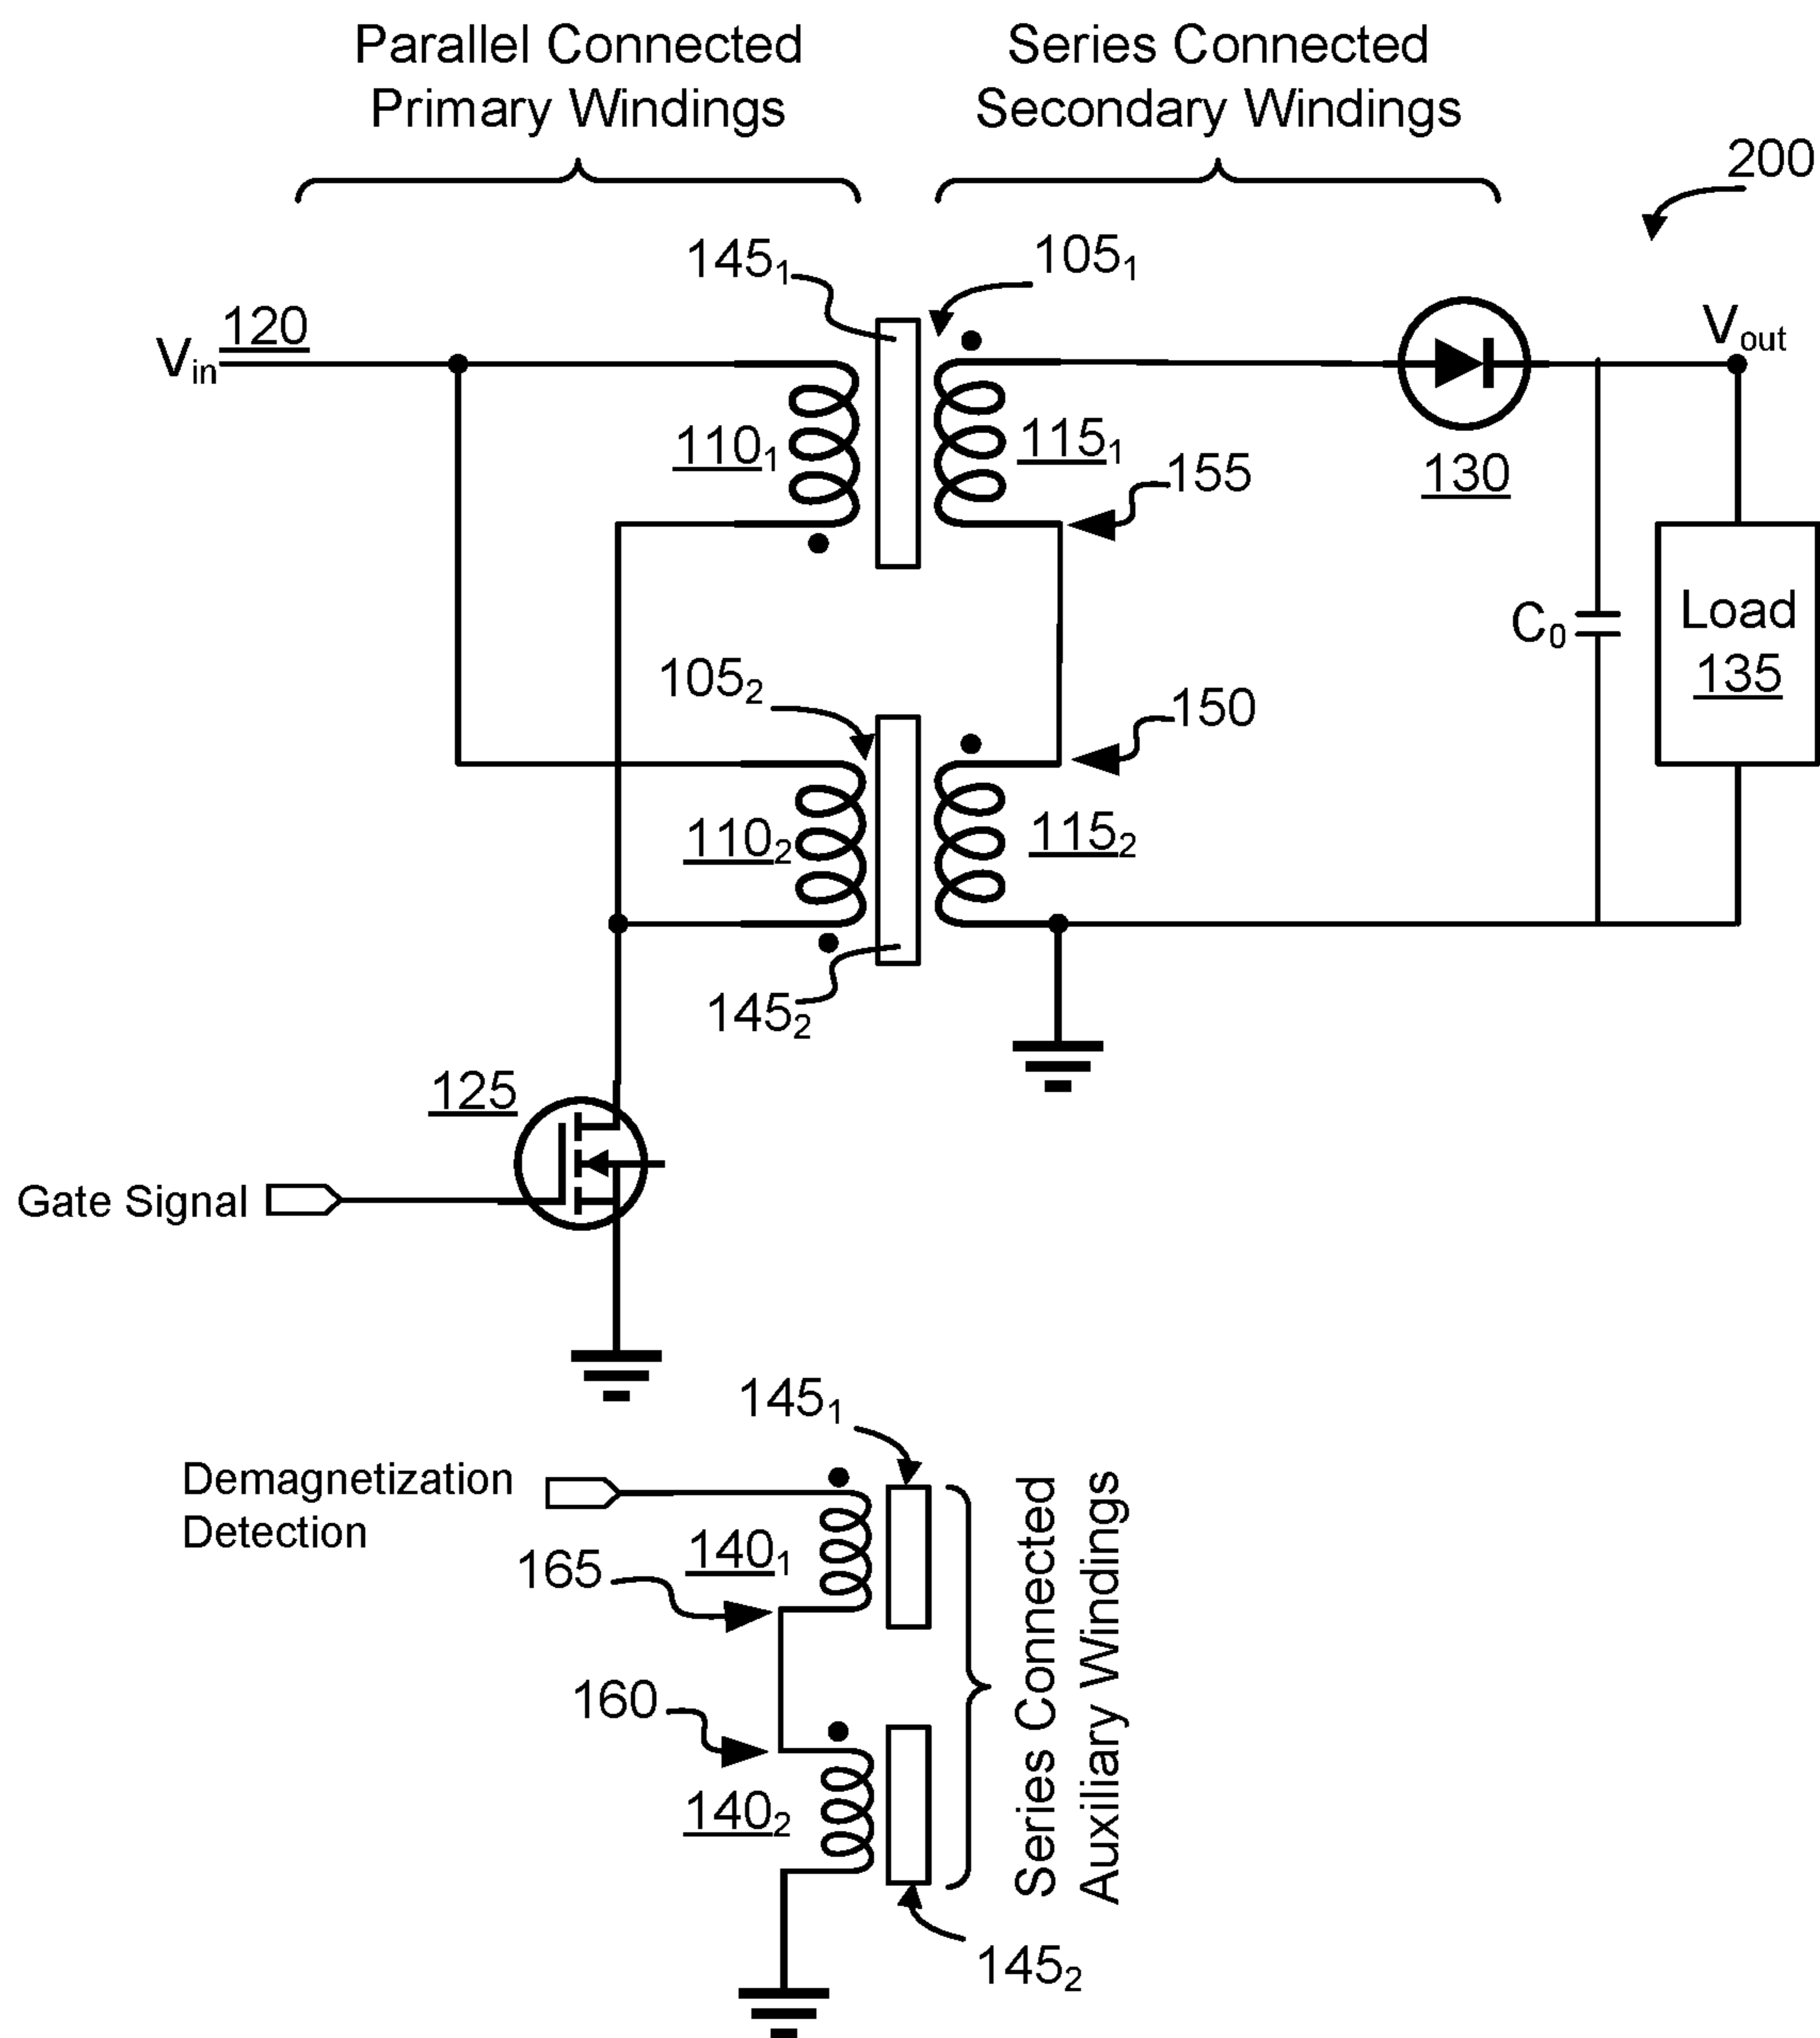 Parallel Connected
Primary Windings
Series Connected
Secondary Windings
200
145₁
105₁
120
Vin
Vout
110₁
115₁
155
130
C₀
Load
135
105₂
150
110₂
115₂
145₂
125
Gate Signal
145₁
Demagnetization
Detection
140₁
165
160
140₂
Series Connected
Auxiliary Windings
145₂